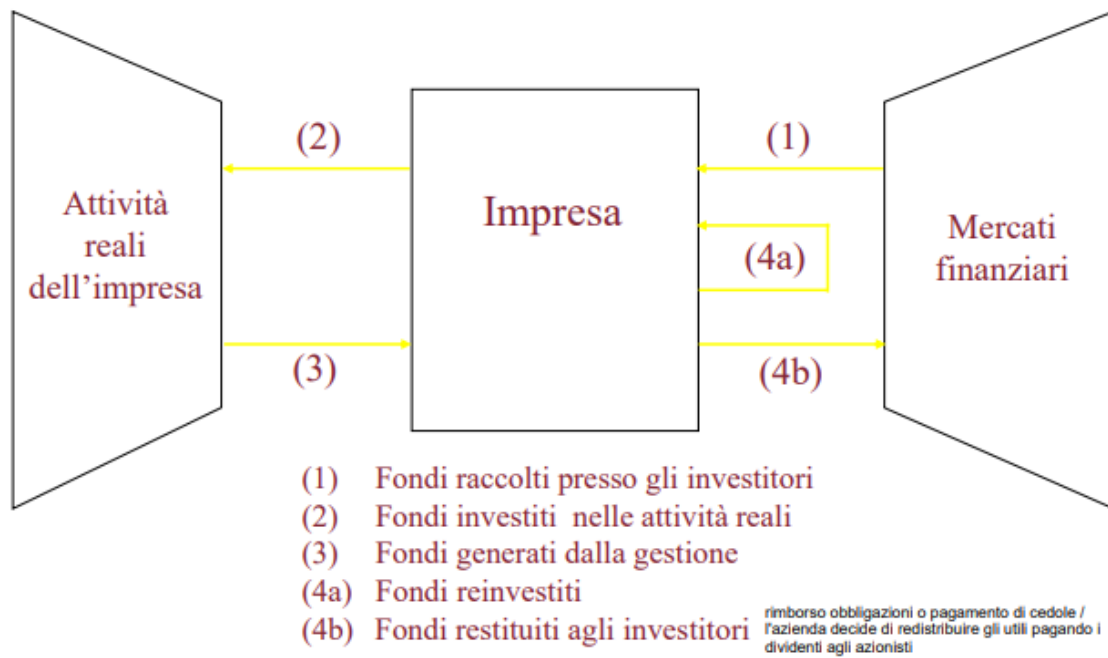 (2)
(1)
Attività
reali
dell’impresa
Impresa
(4a)
Mercati
finanziari
(3)
(4b)
(1) Fondi raccolti presso gli investitori
(2) Fondi investiti nelle attività reali
(3) Fondi generati dalla gestione
(4a) Fondi reinvestiti
(4b) Fondi restituiti agli investitori
rimborso obbligazioni o pagamento di cedole /
l'azienda decide di redistribuire gli utili pagando i
dividenti agli azionisti